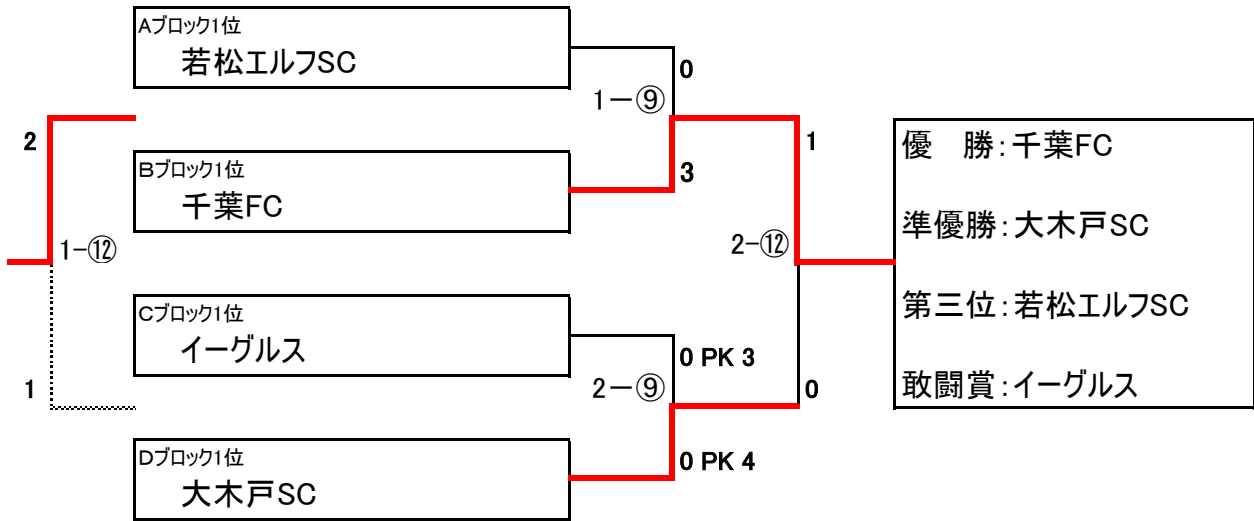 Aブロック1位
若松エルフSC
0
1－⑨
2
1
3
Bブロック1位
千葉FC
1-⑫
2-⑫
Cブロック1位
イーグルス
0 PK 3
2－⑨
1
0
Dブロック1位
大木戸SC
0 PK 4
優　勝:千葉FC
準優勝:大木戸SC
第三位:若松エルフSC
敢闘賞:イーグルス